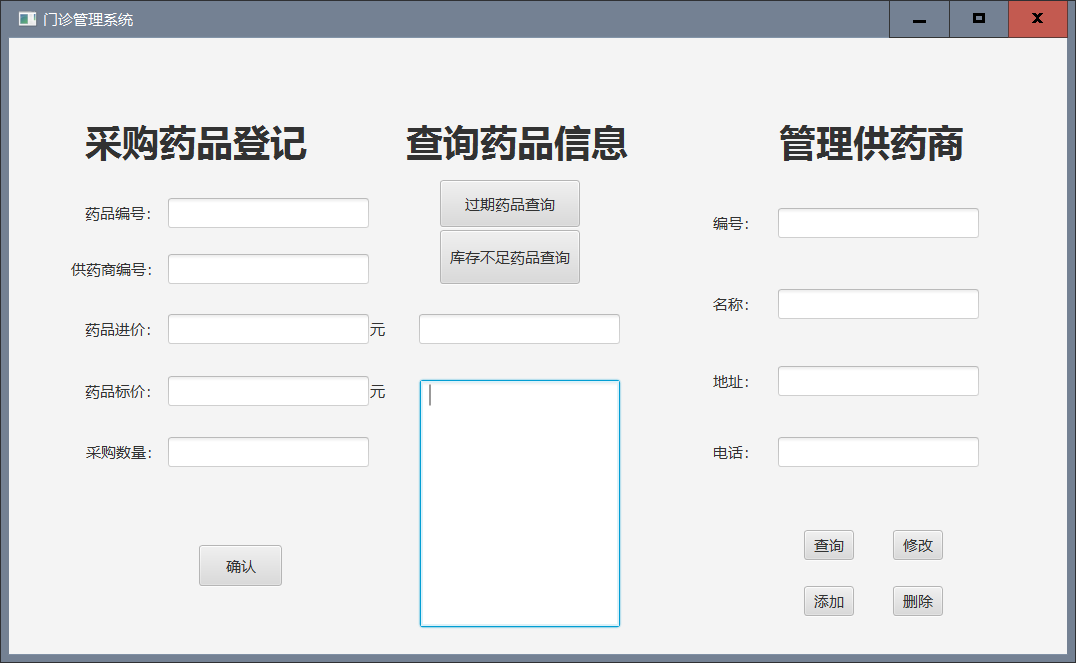 门诊管理系统
采购药品登记
药品编号：
供药商编号：
药品进价：
元
药品标价：
元
采购数量：
确认
查询药品信息
过期药品查询
库存不足药品查询
管理供药商
编号：
名称：
地址：
电话：
查询
修改
添加
删除